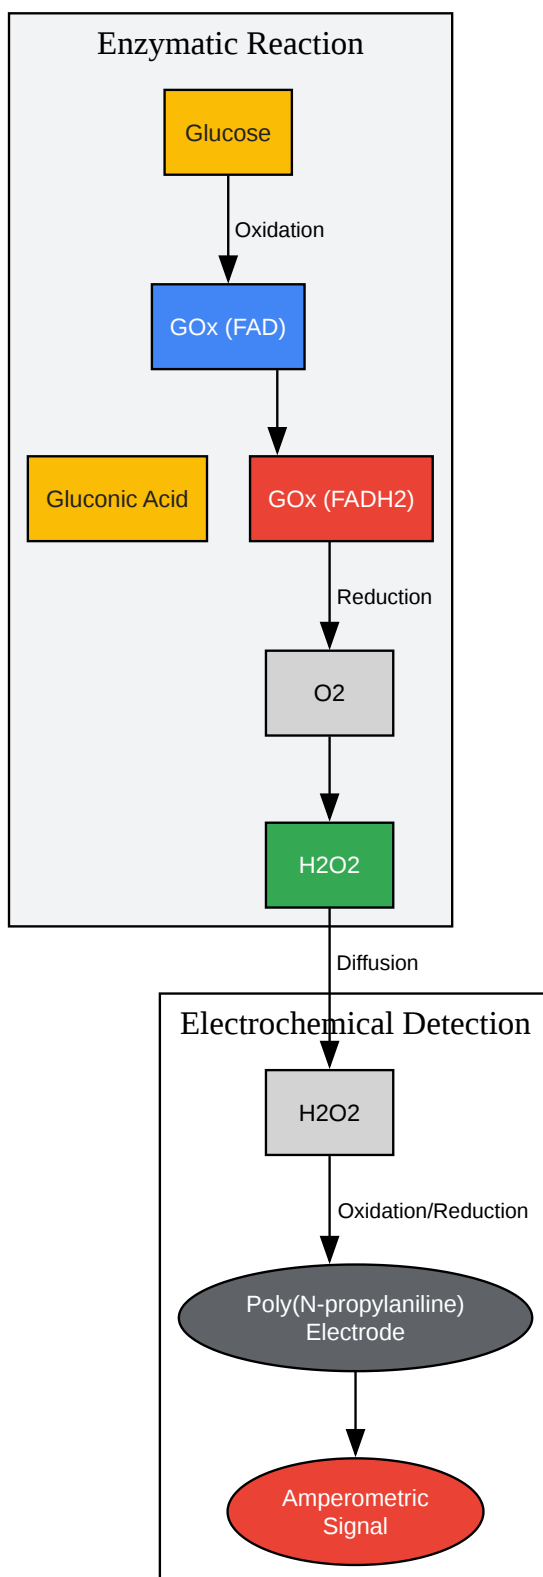 Enzymatic Reaction
Glucose
Oxidation
GOx (FAD)
Gluconic Acid
GOx (FADH2)
Reduction
O2
H2O2
Diffusion
Electrochemical Detection
H2O2
Oxidation/Reduction
Poly(N-propylaniline)
Electrode
Amperometric
Signal